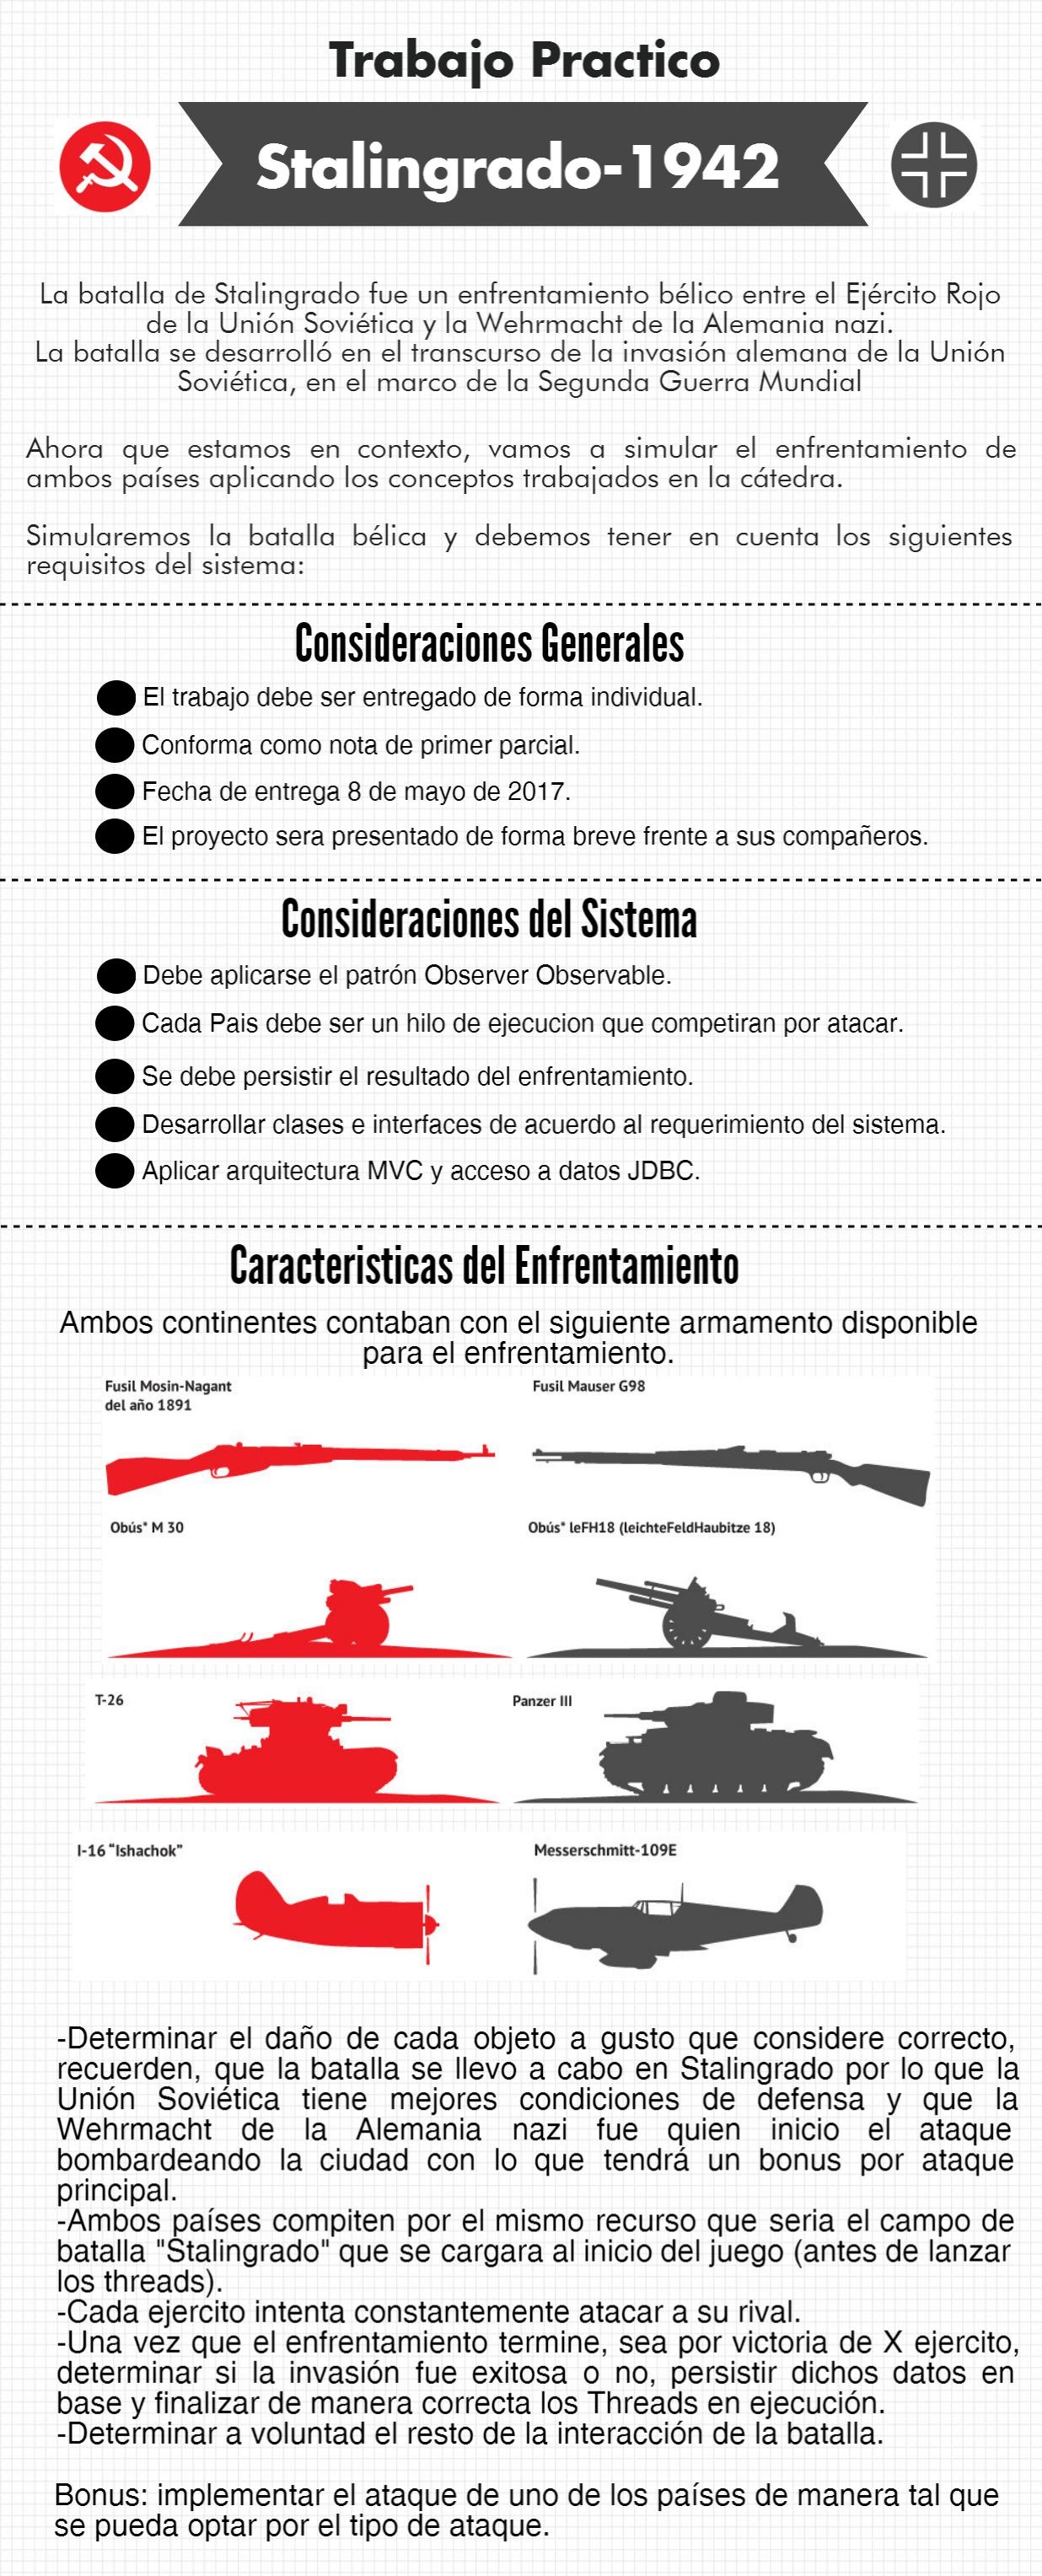 Trabajo Practico
Stalingrado-1942
La batalla de Stalingrado fue un enfrentamiento bélico entre el Ejército Rojo
de la Unión Soviética y la Wehrmacht de la Alemania nazi.
La batalla se desarrolló en el transcurso de la invasión alemana de la Unión
Soviética, en el marco de la Segunda Guerra Mundial
Ahora que estamos en contexto, vamos a simular el enfrentamiento de
ambos países aplicando los conceptos trabajados en la cátedra.
Simularemos la batalla bélica y debemos tener en cuenta los siguientes
requisitos del sistema:
Consideraciones Generales
El trabajo debe ser entregado de forma individual.
Conforma como nota de primer parcial.
Fecha de entrega 8 de mayo de 2017.
El proyecto sera presentado de forma breve frente a sus compañeros.
Consideraciones del Sistema
Debe aplicarse el patrón Observer Observable.
Cada Pais debe ser un hilo de ejecucion que competiran por atacar.
Se debe persistir el resultado del enfrentamiento.
Desarrollar clases e interfaces de acuerdo al requerimiento del sistema.
Aplicar arquitectura MVC y acceso a datos JDBC.
Caracteristicas del Enfrentamiento
Ambos continentes contaban con el siguiente armamento disponible
para el enfrentamiento.
Fusil Mosin-Nagant
del año 1891
Fusil Mauser G98
Obús* M 30
Obús* leFH18 (leichteFeldHaubitze 18)
T-26
Panzer III
I-16 "Ishachok"
Messerschmitt-109E
-Determinar el daño de cada objeto a gusto que considere correcto,
recuerden, que la batalla se llevo a cabo en Stalingrado por lo que la
Unión Soviética tiene mejores condiciones de defensa y que la
Wehrmacht de la Alemania nazi fue quien inicio el ataque
bombardeando la ciudad con lo que tendrá un bonus por ataque
principal.
-Ambos países compiten por el mismo recurso que seria el campo de
batalla "Stalingrado" que se cargara al inicio del juego (antes de lanzar
los threads).
-Cada ejercito intenta constantemente atacar a su rival.
-Una vez que el enfrentamiento termine, sea por victoria de X ejercito,
determinar si la invasión fue exitosa o no, persistir dichos datos en
base y finalizar de manera correcta los Threads en ejecución.
-Determinar a voluntad el resto de la interacción de la batalla.
Bonus: implementar el ataque de uno de los países de manera tal que
se pueda optar por el tipo de ataque.